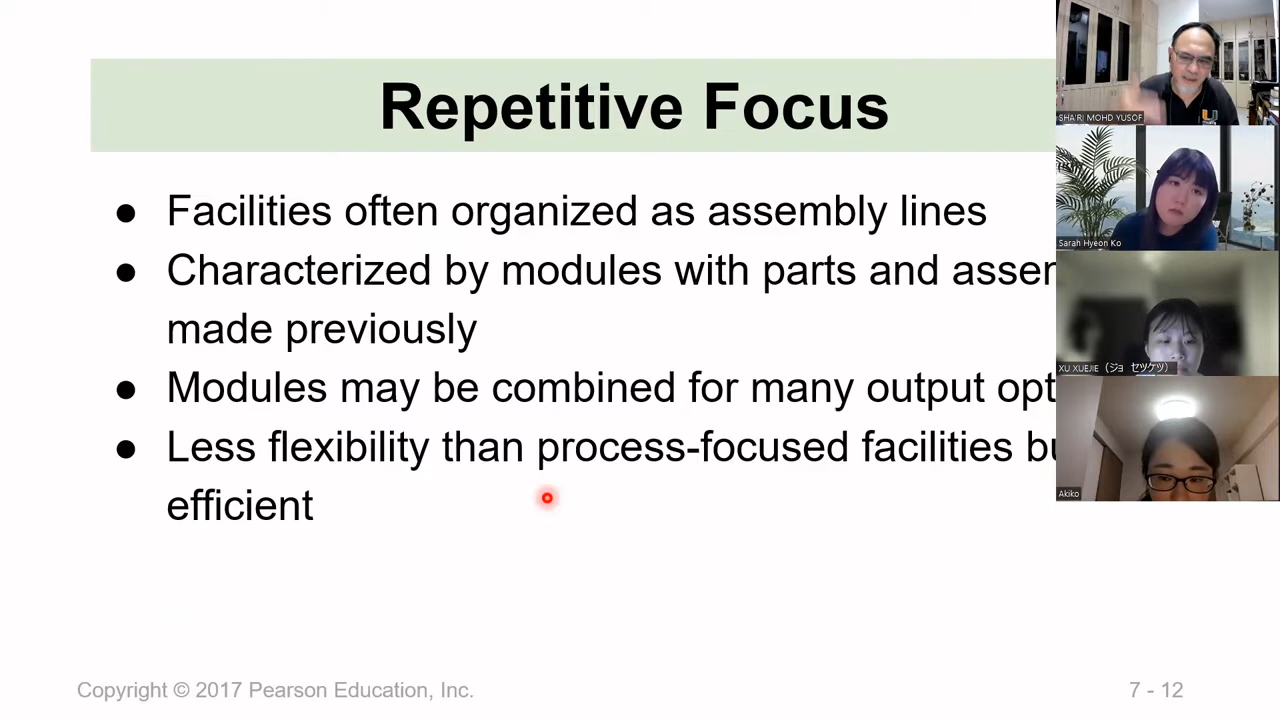 Repetitive Focus
● Facilities often organized as assembly lines
● Characterized by modules with parts and assem
made previously
● Modules may be combined for many output opt
● Less flexibility than process-focused facilities bu
efficient
Copyright © 2017 Pearson Education, Inc.
7 - 12
SHA'RI MOHD YUSOF
Sarah Hyeon Ko
XU XUEJIE（ジョ セツケツ）
Akiko
U